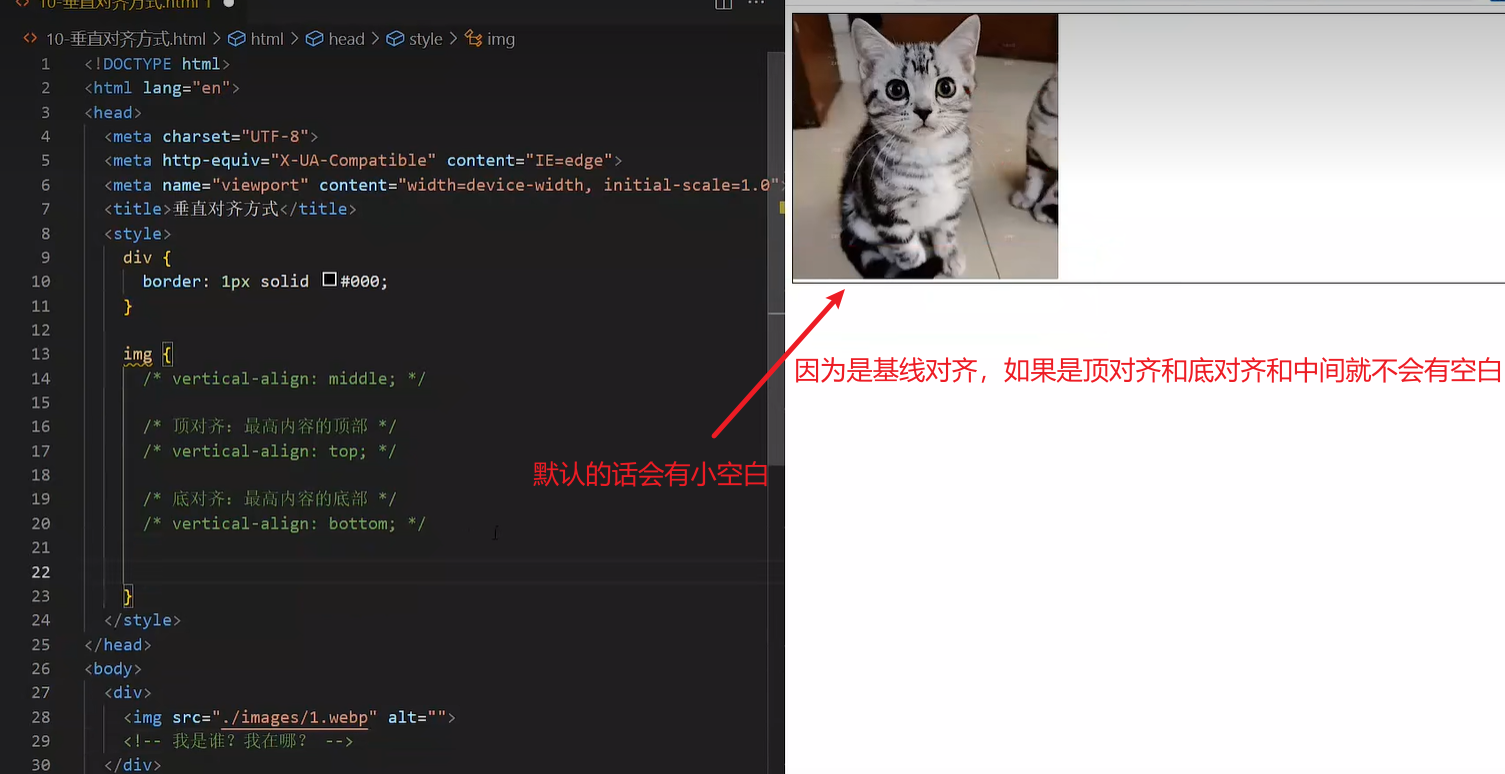 10-垂直对齐方式.html 1
10-垂直对齐方式.html > html > head > style > img
1 <!DOCTYPE html>
2 <html lang="en">
3 <head>
4 <meta charset="UTF-8">
5 <meta http-equiv="X-UA-Compatible" content="IE=edge">
6 <meta name="viewport" content="width=device-width, initial-scale=1.0">
7 <title>垂直对齐方式</title>
8 <style>
9 div {
10 border: 1px solid #000;
11 }
12
13 img {
14 /* vertical-align: middle; */
15
16 /* 顶对齐：最高内容的顶部 */
17 /* vertical-align: top; */
18
19 /* 底对齐：最高内容的底部 */
20 /* vertical-align: bottom; */
21
22
23 }
24 </style>
25 </head>
26 <body>
27 <div>
28 <img src="./images/1.webp" alt="">
29 <!-- 我是谁？我在哪？ -->
30 </div>
因为是基线对齐，如果是顶对齐和底对齐和中间就不会有空白
默认的话会有小空白